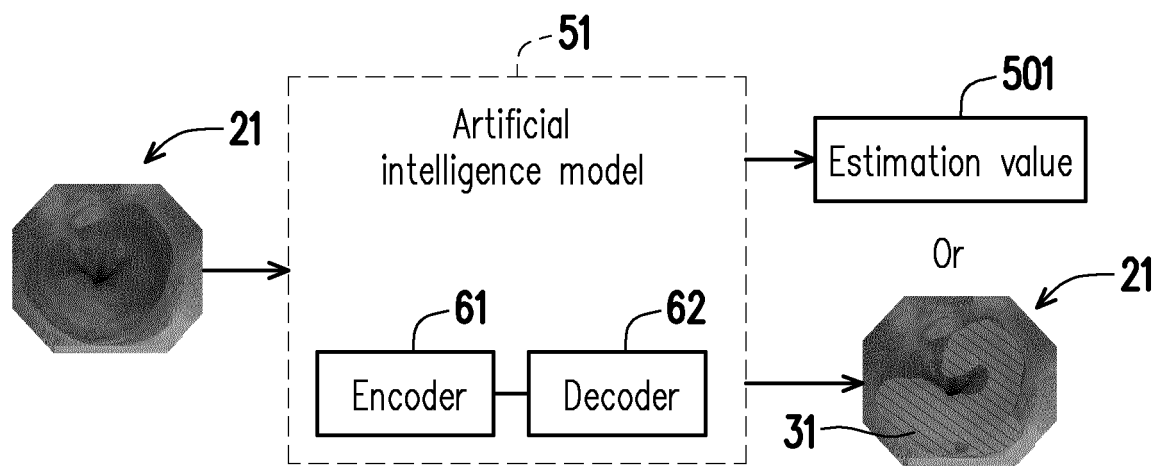 51
501
21
Artificial
intelligence model
Estimation value
Or
21
61
62
Encoder
Decoder
31